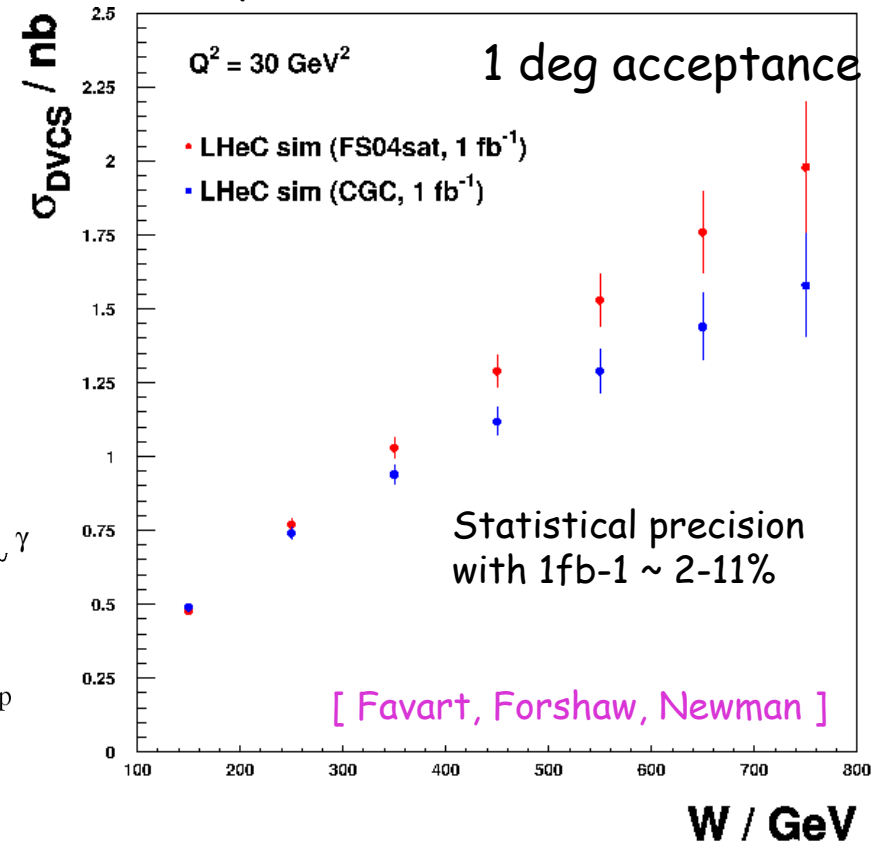 2.5
2.25
2
1.75
1.5
1.25
1
0.75
0.5
0.25
0
σDVCS / nb
Q² = 30 GeV²
1 deg acceptance
LHeC sim (FS04sat, 1 fb⁻¹)
LHeC sim (CGC, 1 fb⁻¹)
γ
Statistical precision
with 1fb-1 ~ 2-11%
p
[ Favart, Forshaw, Newman ]
100 200 300 400 500 600 700 800
W / GeV